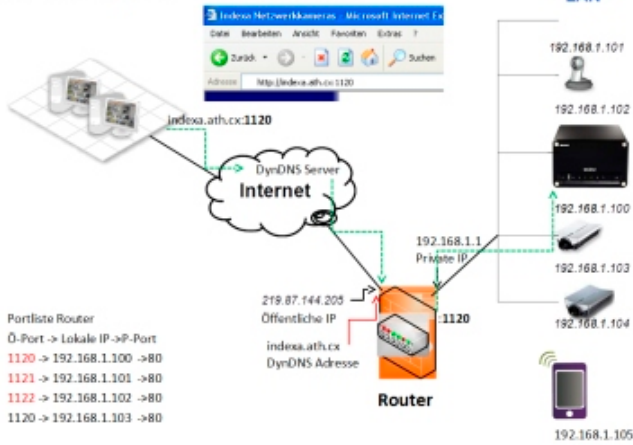 Indexa Netzwerkkameras - Microsoft Internet Ex
Datei Bearbeiten Ansicht Favoriten Extras ?
Zurück Suchen
Adresse http://indexa.ath.cx:1120
LAN
192.168.1.101
192.168.1.102
192.168.1.100
192.168.1.103
192.168.1.104
192.168.1.105
indexa.ath.cx:1120
DynDNS Server
Internet
192.168.1.1
Private IP
219.87.144.205
Öffentliche IP
:1120
indexa.ath.cx
DynDNS Adresse
Router
Portliste Router
Ö-Port -> Lokale IP ->P-Port
1120 -> 192.168.1.100 ->80
1121 -> 192.168.1.101 ->80
1122 -> 192.168.1.102 ->80
1120 -> 192.168.1.103 ->80